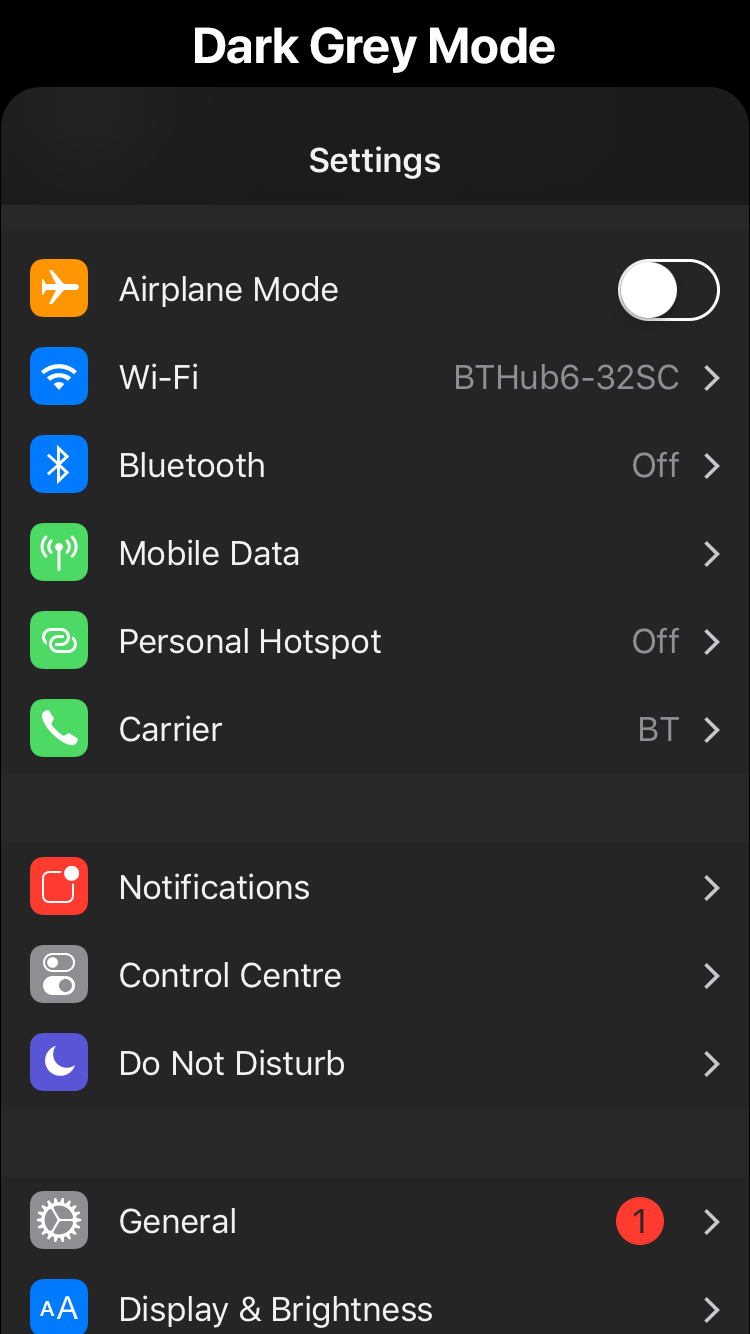 Dark Grey Mode
Settings
Airplane Mode
Wi-Fi BTHub6-32SC
Bluetooth Off
Mobile Data
Personal Hotspot Off
Carrier BT
Notifications
Control Centre
Do Not Disturb
General 1
AA Display & Brightness